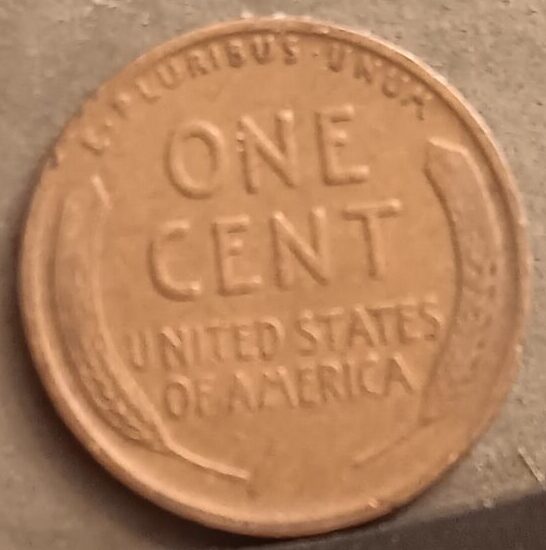 E·PLURIBUS·UNUM
ONE
CENT
UNITED STATES
OF AMERICA